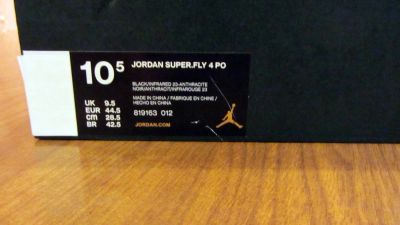 10⁵
JORDAN SUPER.FLY 4 PO
BLACK/INFRARED 23-ANTHRACITE
NOIR/ANTHRACIT/INFRAROUGE 23
MADE IN CHINA / FABRIQUE EN CHINE /
HECHO EN CHINA
819163 012
JORDAN.COM
UK 9.5
EUR 44.5
CM 28.5
BR 42.5